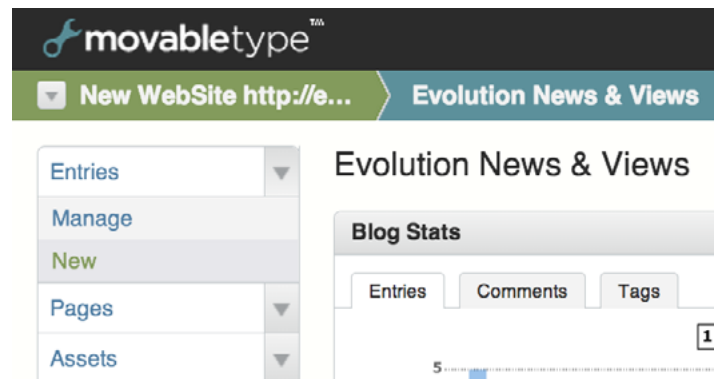 movabletype™
New WebSite http://e... Evolution News & Views
Entries
Manage
New
Pages
Assets
Evolution News & Views
Blog Stats
Entries Comments Tags
1
5